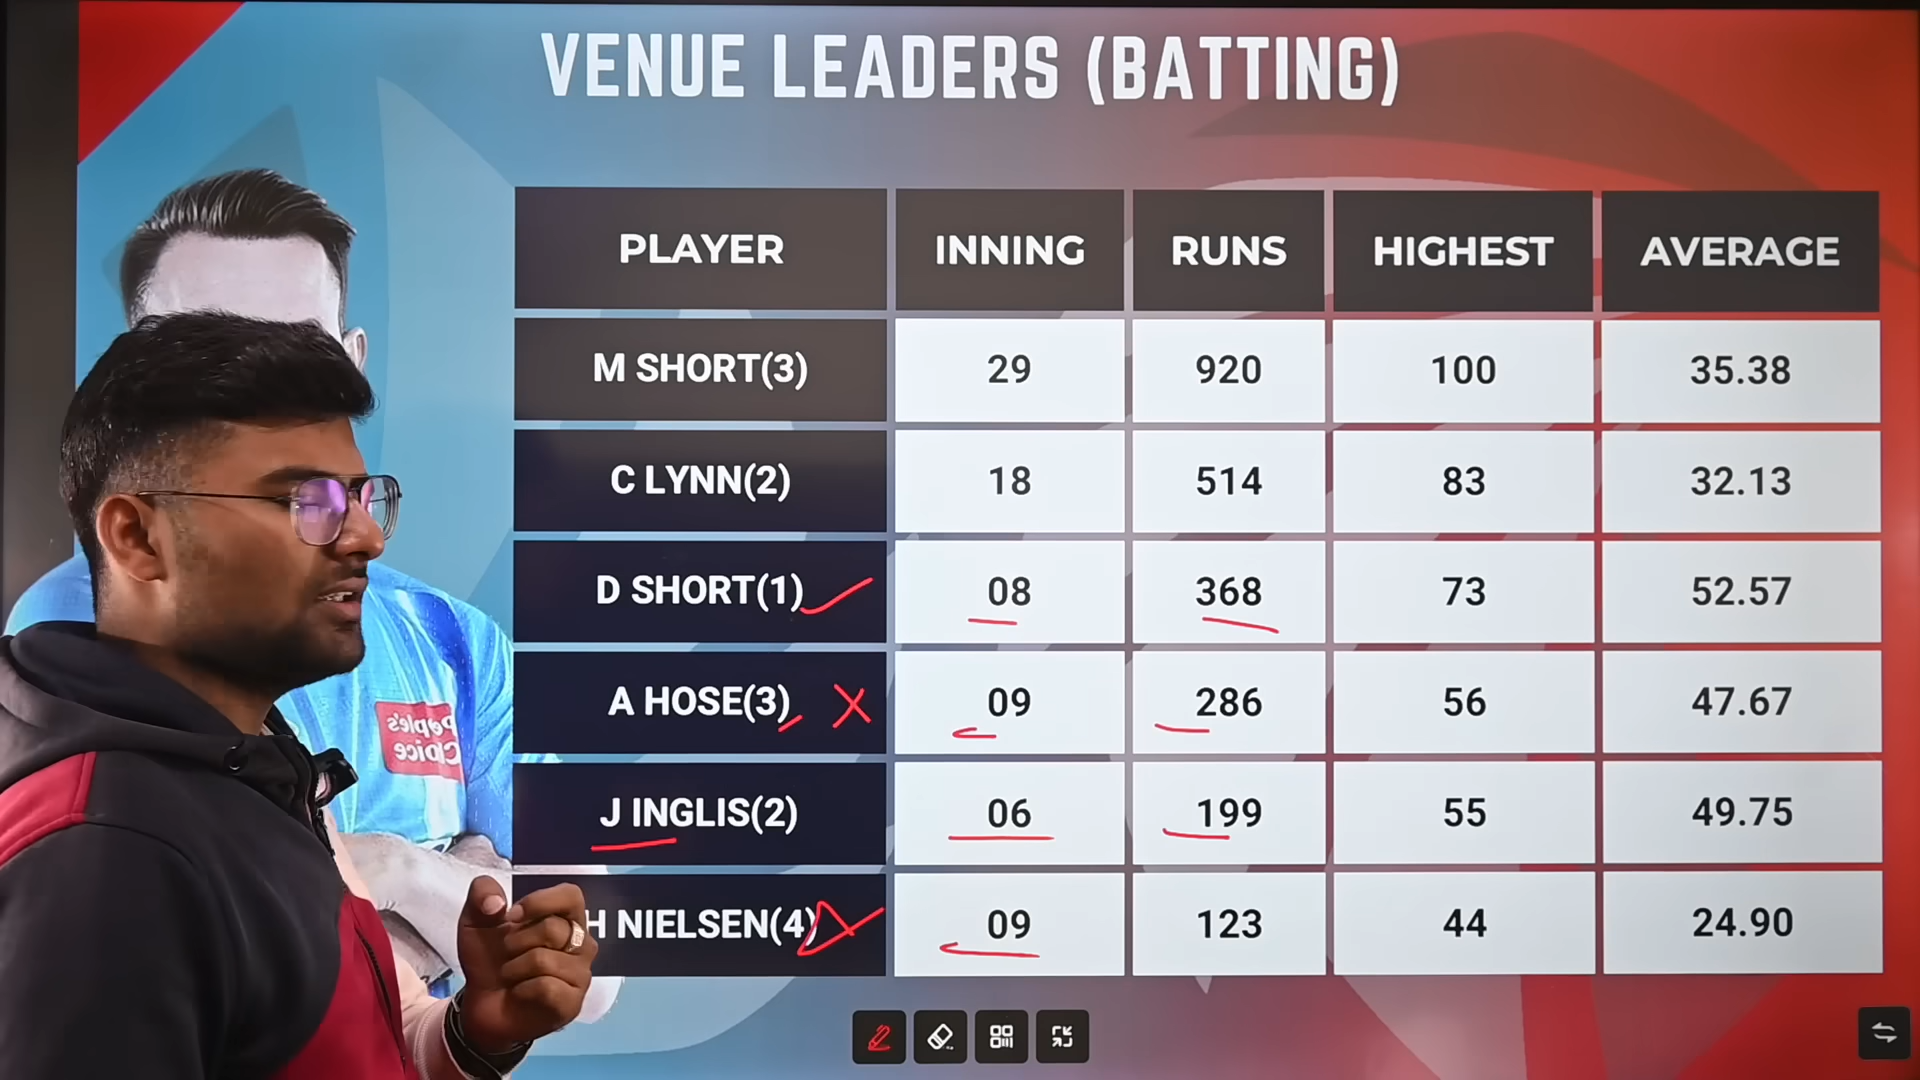 VENUE LEADERS (BATTING)
PLAYER INNING RUNS HIGHEST AVERAGE
M SHORT(3) 29 920 100 35.38
C LYNN(2) 18 514 83 32.13
D SHORT(1) 08 368 73 52.57
A HOSE(3) 09 286 56 47.67
J INGLIS(2) 06 199 55 49.75
H NIELSEN(4) 09 123 44 24.90
People's
Choice